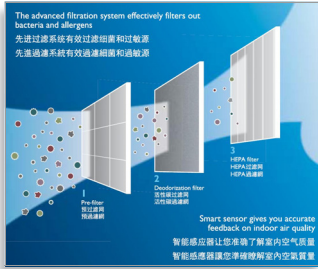 The advanced filtration system effectively filters out
bacteria and allergens
先进过滤系统有效过滤细菌和过敏源
先進過濾系統有效過濾細菌和過敏源
1
Pre-filter
预过滤网
預過濾網
2
Deodorization filter
活性碳过滤网
活性碳過濾網
3
HEPA filter
HEPA过滤网
HEPA過濾網
Smart sensor gives you accurate
feedback on indoor air quality
智能感应器让您准确了解室内空气质量
智能感應器讓您準確瞭解室內空氣質量